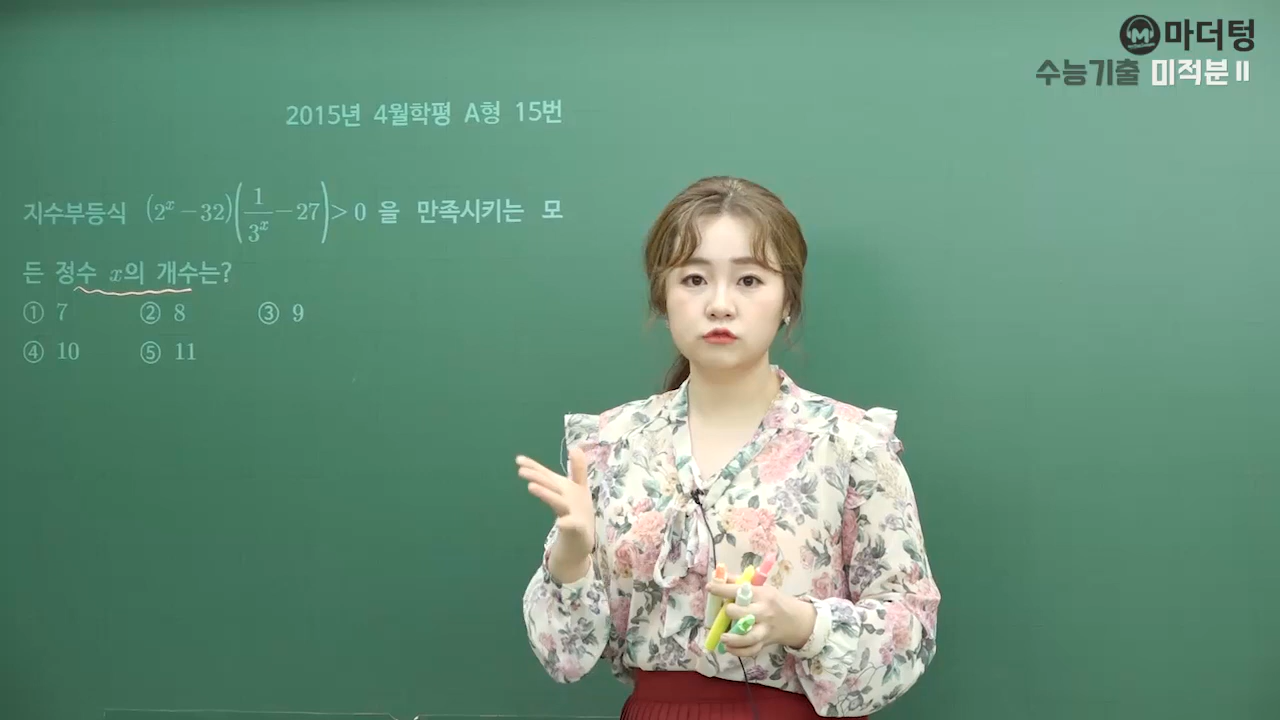 마더텅
수능기출 미적분 II
2015년 4월학평 A형 15번
지수부등식 (2^x - 32)(1/3^x - 27) > 0 을 만족시키는 모
든 정수 x의 개수는?
① 7 ② 8 ③ 9
④ 10 ⑤ 11